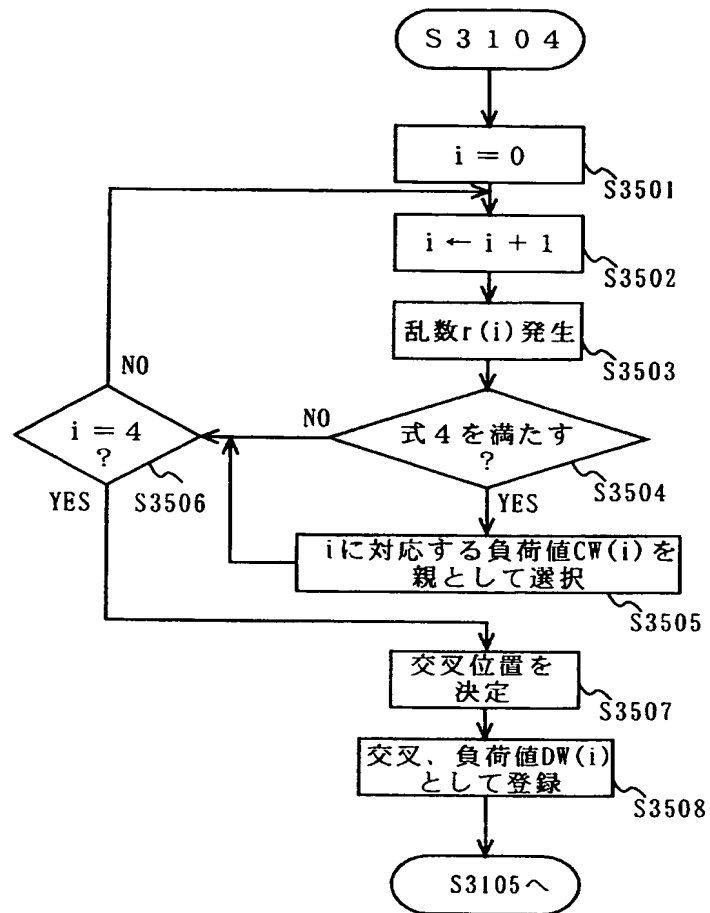 S3104
i=0
S3501
i←i+1
S3502
乱数r(i)発生
S3503
NO
i=4
?
YES
S3506
NO
式4を満たす
?
S3504
YES
iに対応する負荷値CW(i)を
親として選択
S3505
交叉位置を
決定
S3507
交叉、負荷値DW(i)
として登録
S3508
S3105へ